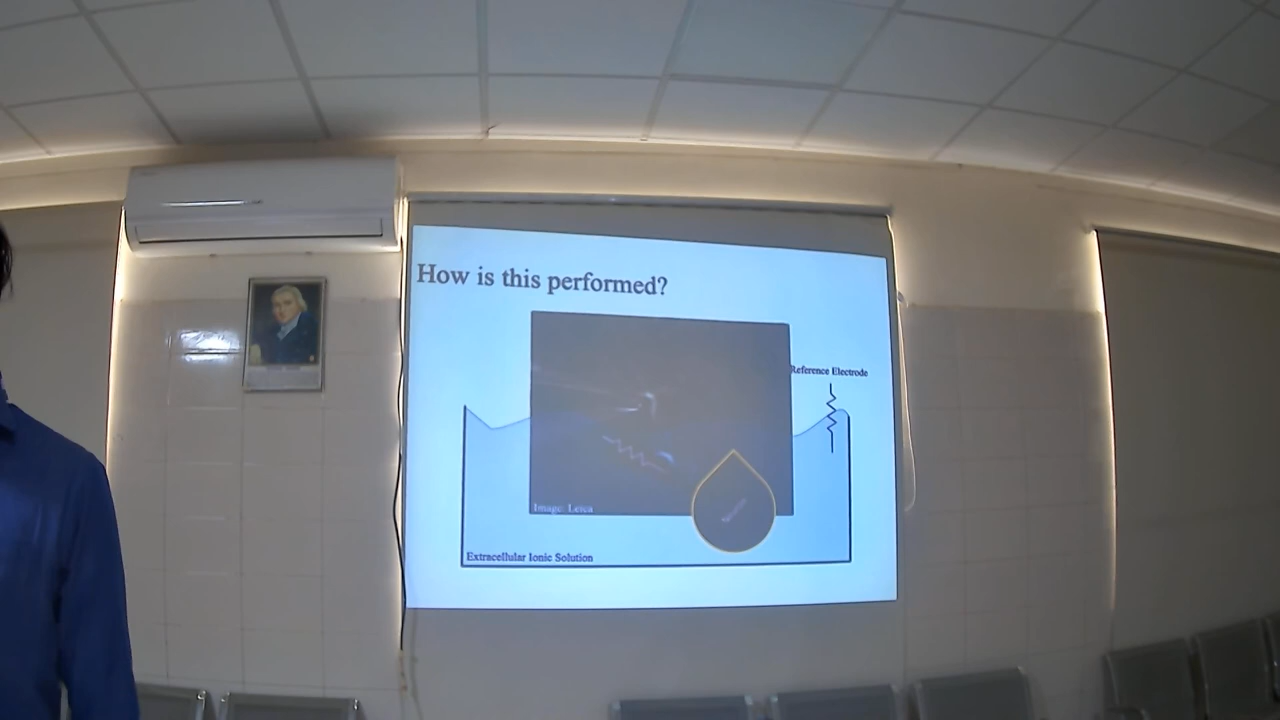 How is this performed?
Reference Electrode
Image: Leica
Extracellular Ionic Solution